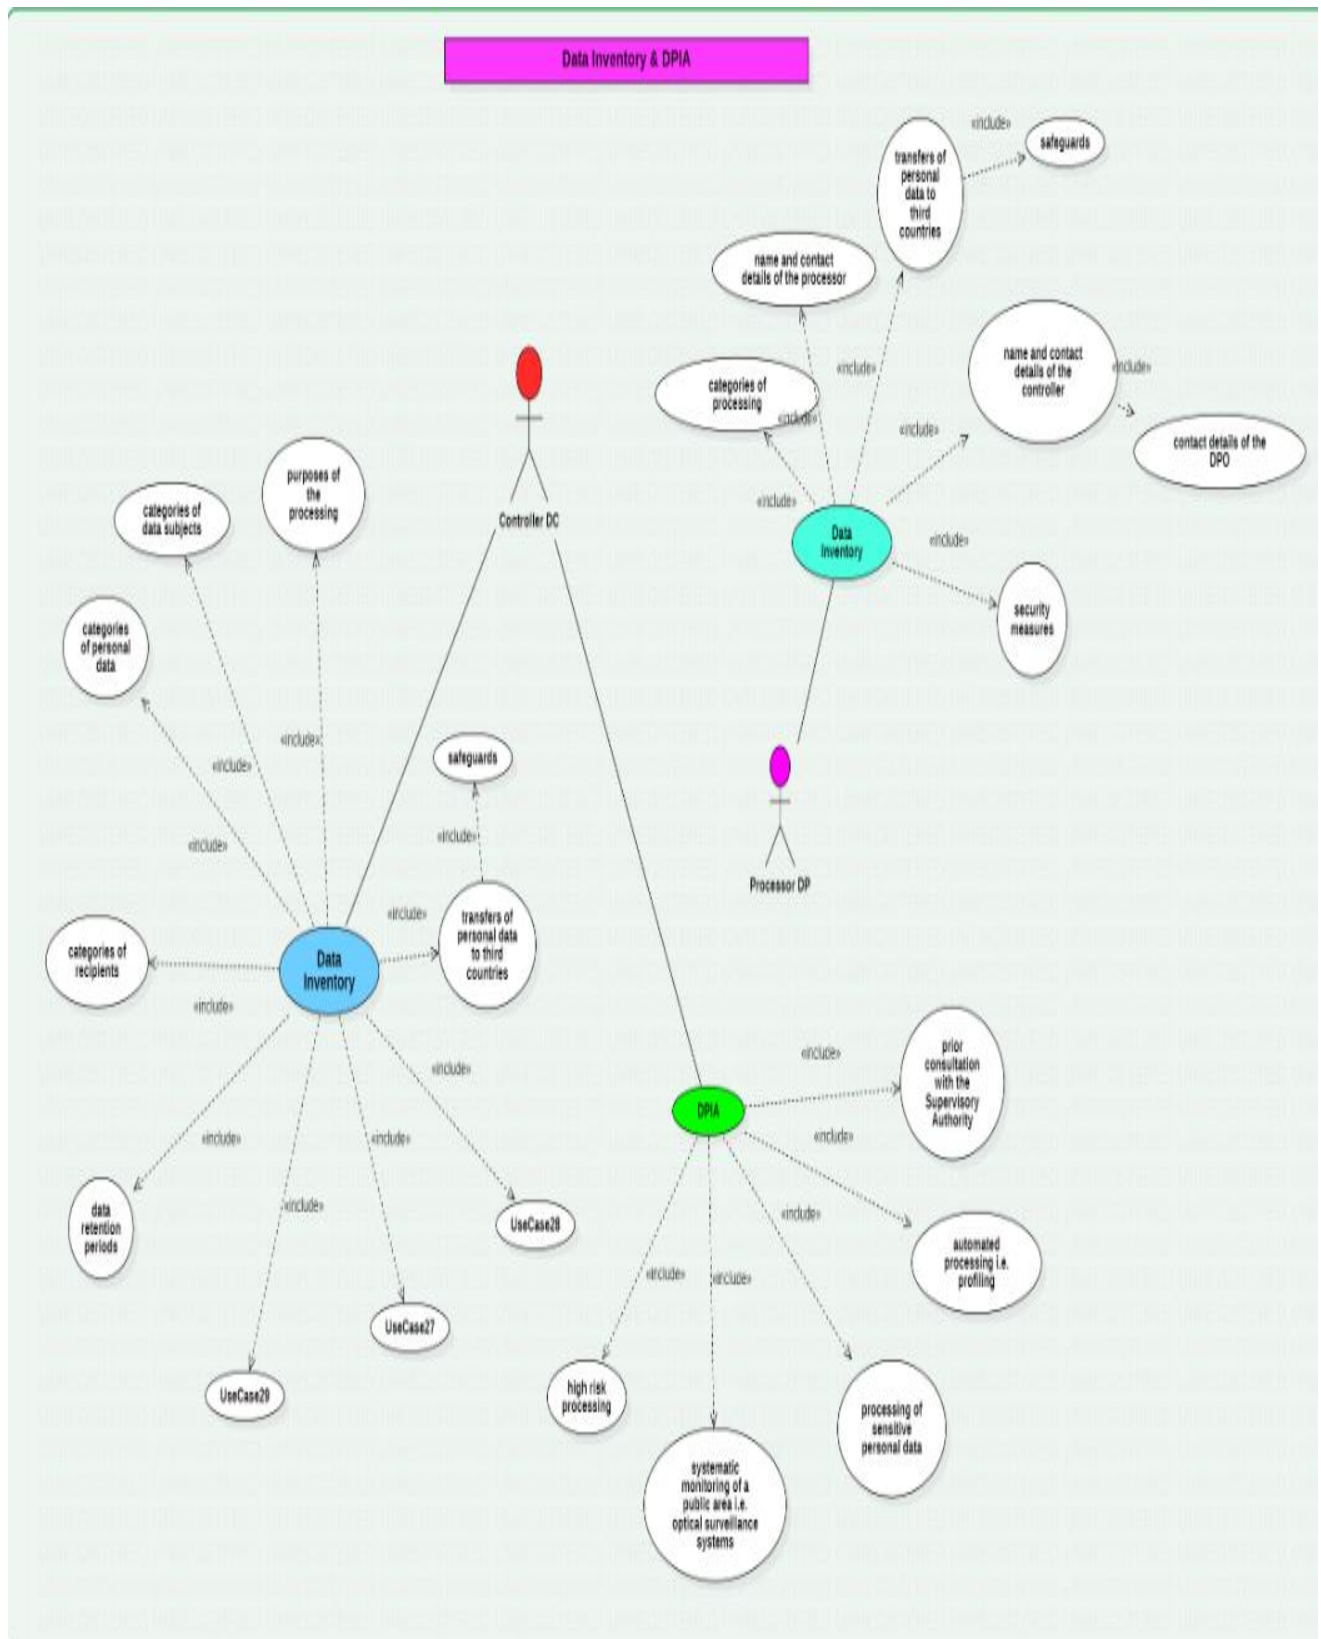 Data Inventory & DPIA
«include»
safeguards
transfers of
personal
data to
third
countries
name and contact
details of the processor
name and contact
details of the
controller
«include»
«include»
categories of
processing
«include»
«include»
contact details of the
DPO
«include»
Data
Inventory
«include»
security
measures
Processor DP
Controller DC
purposes of
the
processing
categories of
data subjects
categories
of personal
data
«include»
«include»
«include»
safeguards
«include»
transfers of
personal data
to third
countries
«include»
categories of
recipients
Data
Inventory
«include»
«include»
«include»
«include»
«include»
data
retention
periods
UseCase28
UseCase27
UseCase29
DPIA
«include»
prior
consultation
with the
Supervisory
Authority
«include»
automated
processing i.e.
profiling
«include»
«include»
«include»
high risk
processing
processing of
sensitive
personal data
systematic
monitoring of a
public area i.e.
optical surveillance
systems